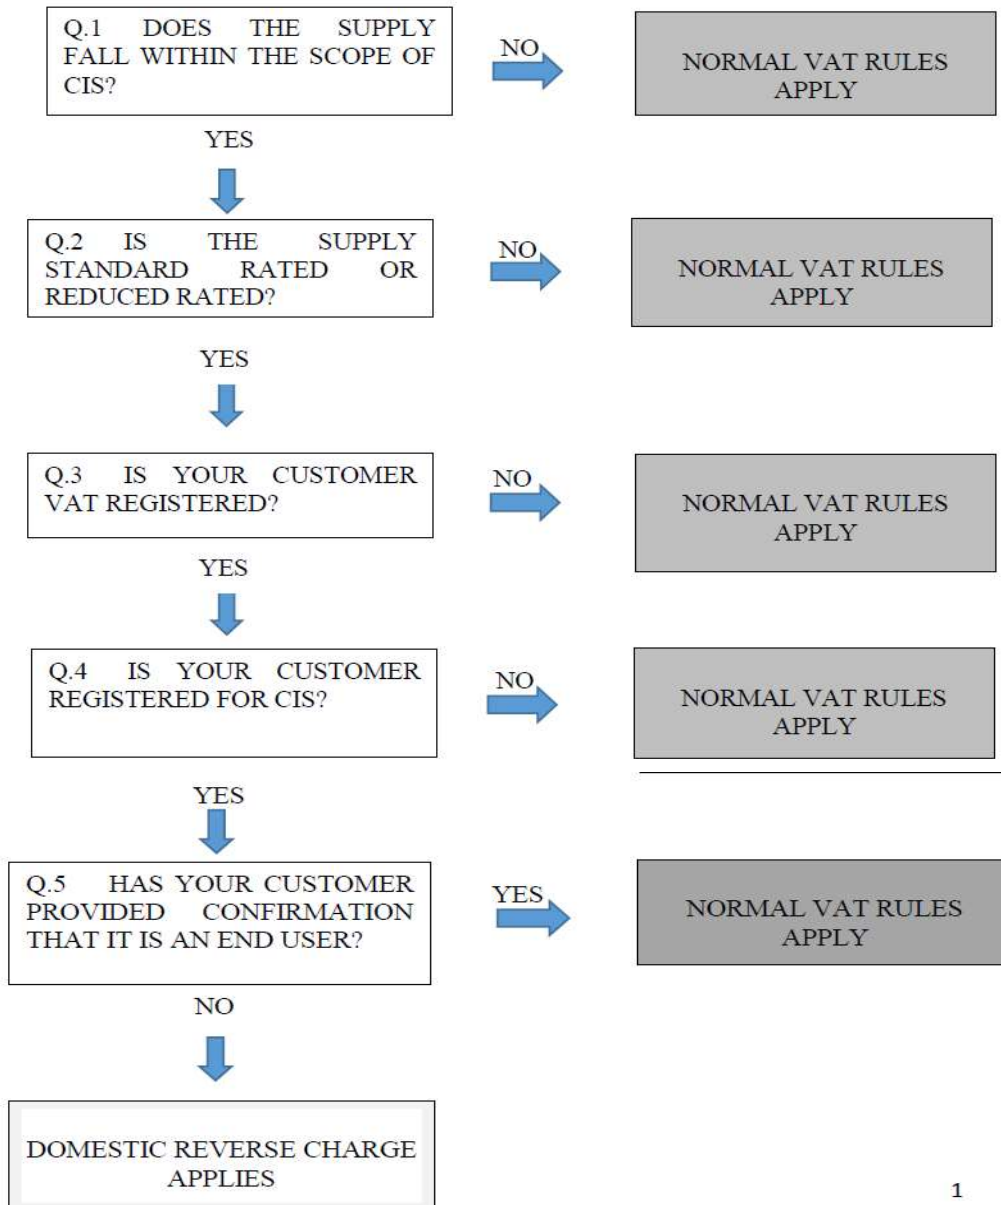 Q.1 DOES THE SUPPLY
FALL WITHIN THE SCOPE OF
CIS?
NO
NORMAL VAT RULES
APPLY
YES
Q.2 IS THE SUPPLY
STANDARD RATED OR
REDUCED RATED?
NO
NORMAL VAT RULES
APPLY
YES
Q.3 IS YOUR CUSTOMER
VAT REGISTERED?
NO
NORMAL VAT RULES
APPLY
YES
Q.4 IS YOUR CUSTOMER
REGISTERED FOR CIS?
NO
NORMAL VAT RULES
APPLY
YES
Q.5 HAS YOUR CUSTOMER
PROVIDED CONFIRMATION
THAT IT IS AN END USER?
YES
NORMAL VAT RULES
APPLY
NO
DOMESTIC REVERSE CHARGE
APPLIES
1